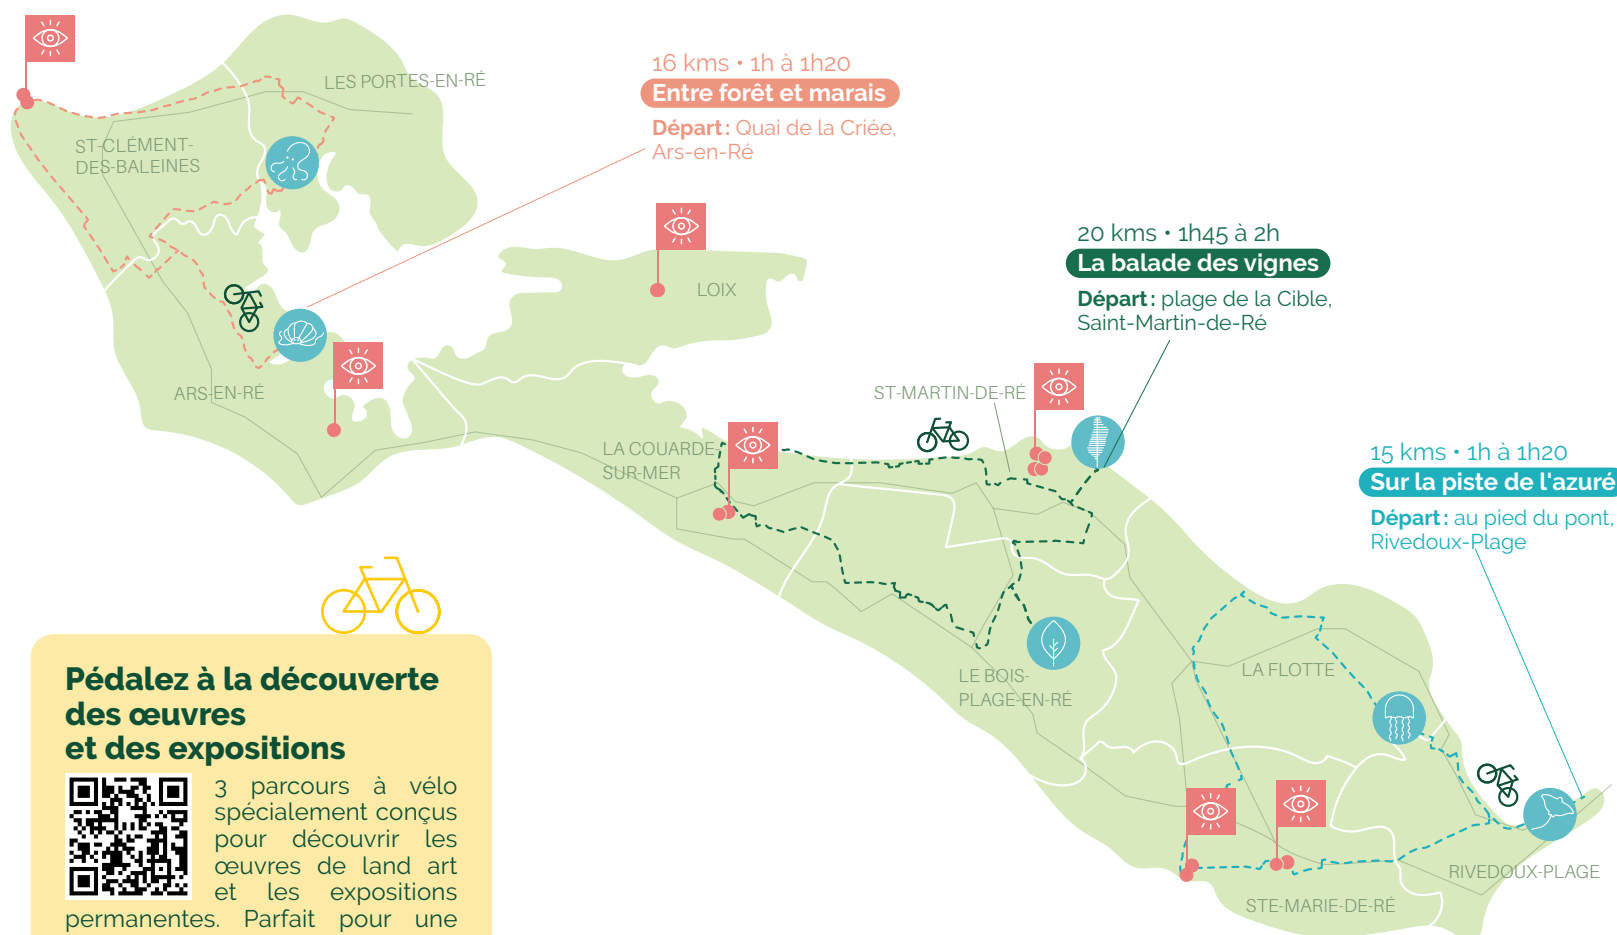 16 kms • 1h à 1h20
Entre forêt et marais
Départ : Quai de la Criée,
Ars-en-Ré
LES PORTES-EN-RÉ
ST-CLÉMENT-
DES-BALEINES
LOIX
ARS-EN-RÉ
20 kms • 1h45 à 2h
La balade des vignes
Départ : plage de la Cible,
Saint-Martin-de-Ré
ST-MARTIN-DE-RÉ
LA COUARDE-
SUR-MER
15 kms • 1h à 1h20
Sur la piste de l'azuré
Départ : au pied du pont,
Rivedoux-Plage
LE BOIS-
PLAGE-EN-RÉ
LA FLOTTE
RIVEDOUX-PLAGE
STE-MARIE-DE-RÉ
Pédalez à la découverte
des œuvres
et des expositions
3 parcours à vélo
spécialement conçus
pour découvrir les
œuvres de land art
et les expositions
permanentes. Parfait pour une